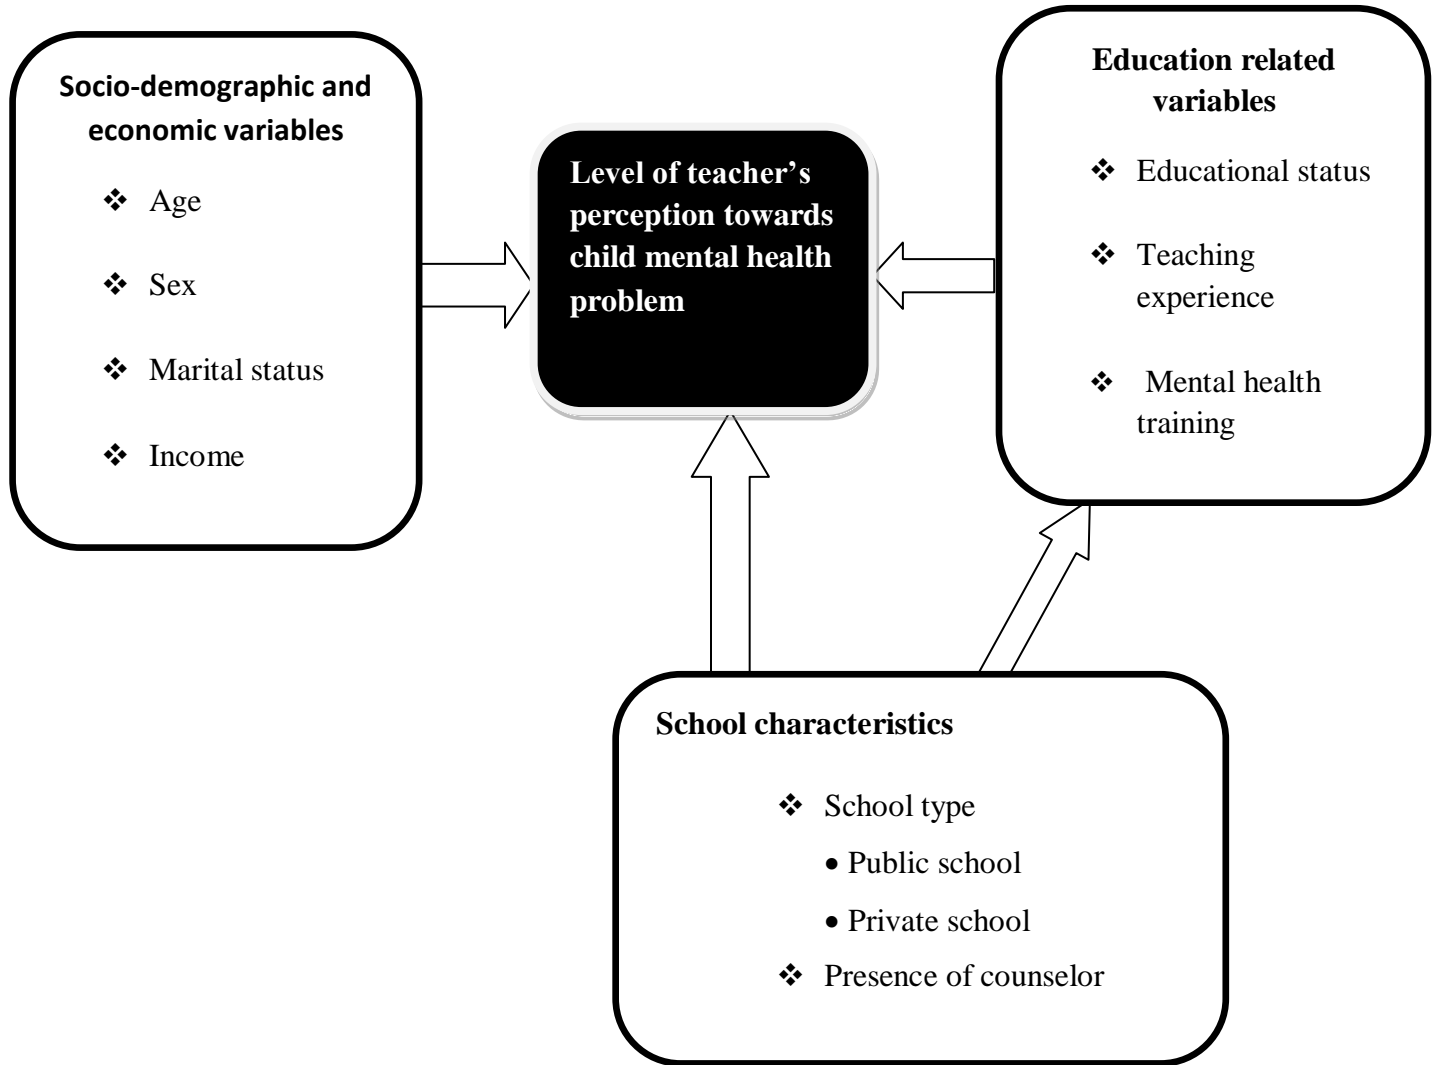 Socio-demographic and
economic variables
❖ Age
❖ Sex
❖ Marital status
❖ Income
Level of teacher’s
perception towards
child mental health
problem
Education related
variables
❖ Educational status
❖ Teaching
experience
❖ Mental health
training
School characteristics
❖ School type
• Public school
• Private school
❖ Presence of counselor